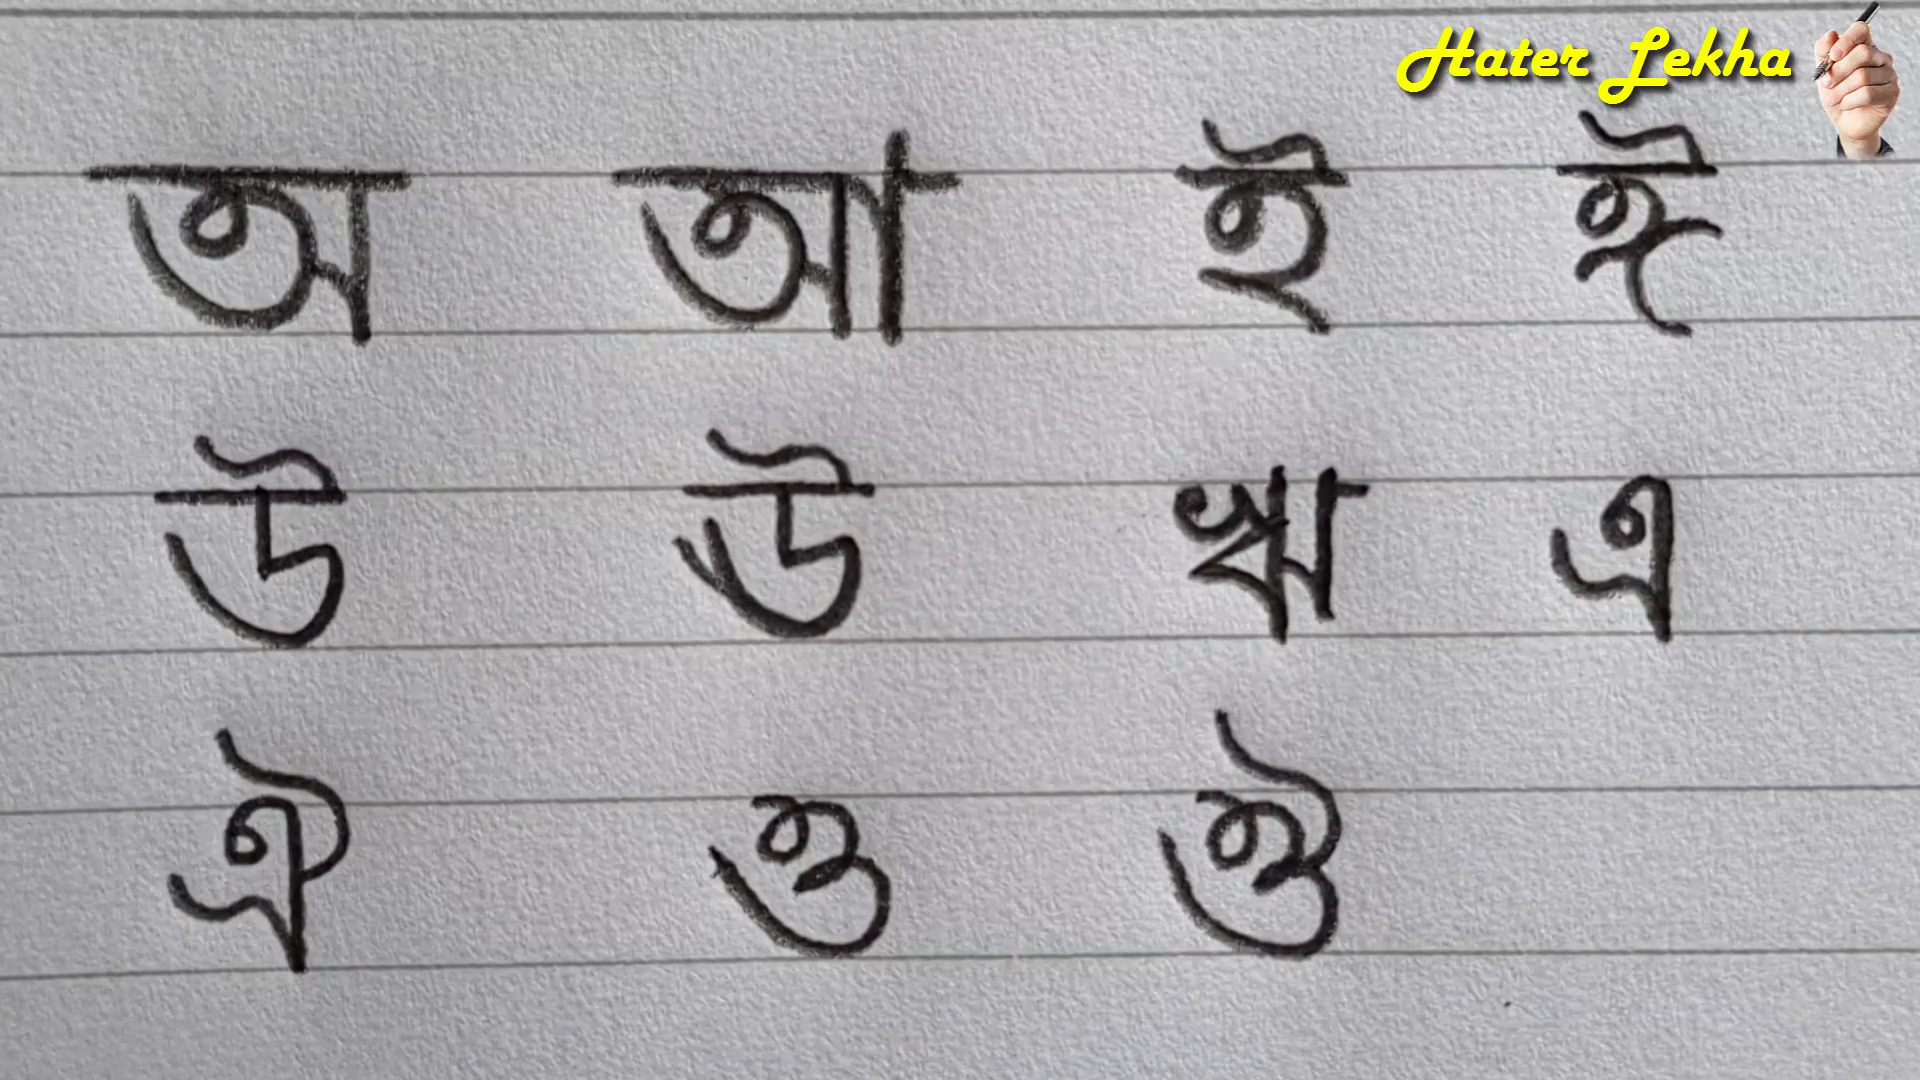 Hater Lekha
অ আ ই ঈ
উ ঊ ঋ এ
ঐ ও ঔ